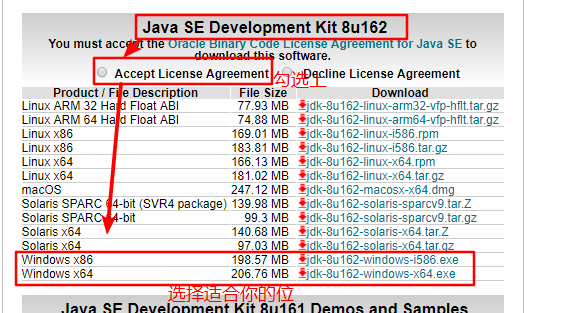 Java SE Development Kit 8u162
You must accept the Oracle Binary Code License Agreement for Java SE to
download this software.
Accept License Agreement 勾选上 Decline License Agreement
Product / File Description File Size Download
Linux ARM 32 Hard Float ABI 77.93 MB jdk-8u162-linux-arm32-vfp-hflt.tar.gz
Linux ARM 64 Hard Float ABI 74.88 MB jdk-8u162-linux-arm64-vfp-hflt.tar.gz
Linux x86 169.01 MB jdk-8u162-linux-i586.rpm
Linux x86 183.81 MB jdk-8u162-linux-i586.tar.gz
Linux x64 166.13 MB jdk-8u162-linux-x64.rpm
Linux x64 181.02 MB jdk-8u162-linux-x64.tar.gz
macOS 247.12 MB jdk-8u162-macosx-x64.dmg
Solaris SPARC 64-bit (SVR4 package) 139.98 MB jdk-8u162-solaris-sparcv9.tar.Z
Solaris SPARC 64-bit 99.3 MB jdk-8u162-solaris-sparcv9.tar.gz
Solaris x64 140.68 MB jdk-8u162-solaris-x64.tar.Z
Solaris x64 97.03 MB jdk-8u162-solaris-x64.tar.gz
Windows x86 198.57 MB jdk-8u162-windows-i586.exe
Windows x64 206.76 MB jdk-8u162-windows-x64.exe
选择适合你的位
Java SE Development Kit 8u161 Demos and Samples